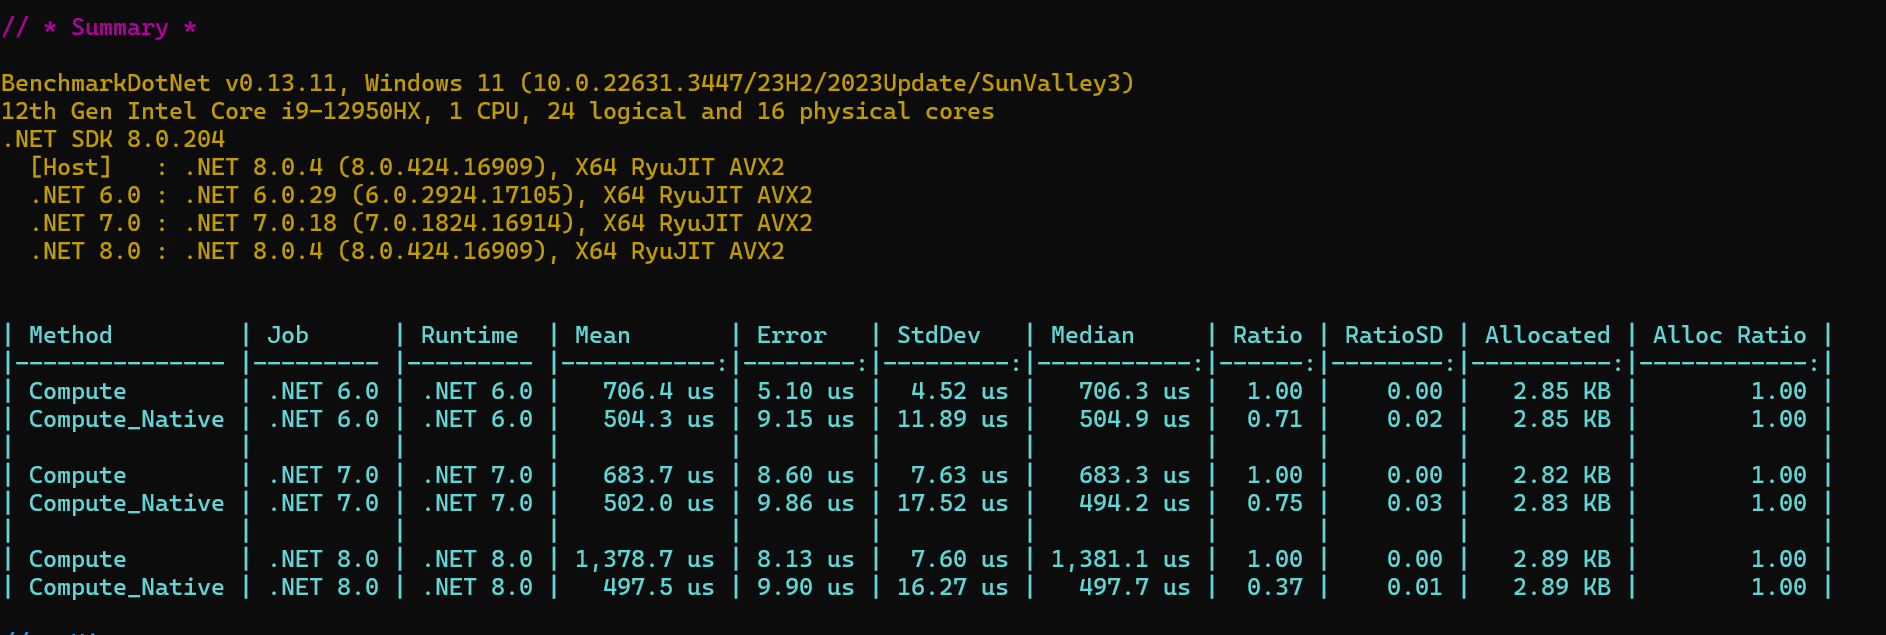 // * Summary *
BenchmarkDotNet v0.13.11, Windows 11 (10.0.22631.3447/23H2/2023Update/SunValley3)
12th Gen Intel Core i9-12950HX, 1 CPU, 24 logical and 16 physical cores
.NET SDK 8.0.204
  [Host]   : .NET 8.0.4 (8.0.424.16909), X64 RyuJIT AVX2
  .NET 6.0 : .NET 6.0.29 (6.0.2924.17105), X64 RyuJIT AVX2
  .NET 7.0 : .NET 7.0.18 (7.0.1824.16914), X64 RyuJIT AVX2
  .NET 8.0 : .NET 8.0.4 (8.0.424.16909), X64 RyuJIT AVX2
| Method         | Job      | Runtime  | Mean       | Error   | StdDev   | Median     | Ratio | RatioSD | Allocated | Alloc Ratio |
|--------------- |--------- |--------- |-----------:|--------:|---------:|-----------:|------:|--------:|----------:|------------:|
| Compute        | .NET 6.0 | .NET 6.0 |   706.4 us | 5.10 us |  4.52 us |   706.3 us |  1.00 |    0.00 |   2.85 KB |        1.00 |
| Compute_Native | .NET 6.0 | .NET 6.0 |   504.3 us | 9.15 us | 11.89 us |   504.9 us |  0.71 |    0.02 |   2.85 KB |        1.00 |
|                |          |          |            |         |          |            |       |         |           |             |
| Compute        | .NET 7.0 | .NET 7.0 |   683.7 us | 8.60 us |  7.63 us |   683.3 us |  1.00 |    0.00 |   2.82 KB |        1.00 |
| Compute_Native | .NET 7.0 | .NET 7.0 |   502.0 us | 9.86 us | 17.52 us |   494.2 us |  0.75 |    0.03 |   2.83 KB |        1.00 |
|                |          |          |            |         |          |            |       |         |           |             |
| Compute        | .NET 8.0 | .NET 8.0 | 1,378.7 us | 8.13 us |  7.60 us | 1,381.1 us |  1.00 |    0.00 |   2.89 KB |        1.00 |
| Compute_Native | .NET 8.0 | .NET 8.0 |   497.5 us | 9.90 us | 16.27 us |   497.7 us |  0.37 |    0.01 |   2.89 KB |        1.00 |